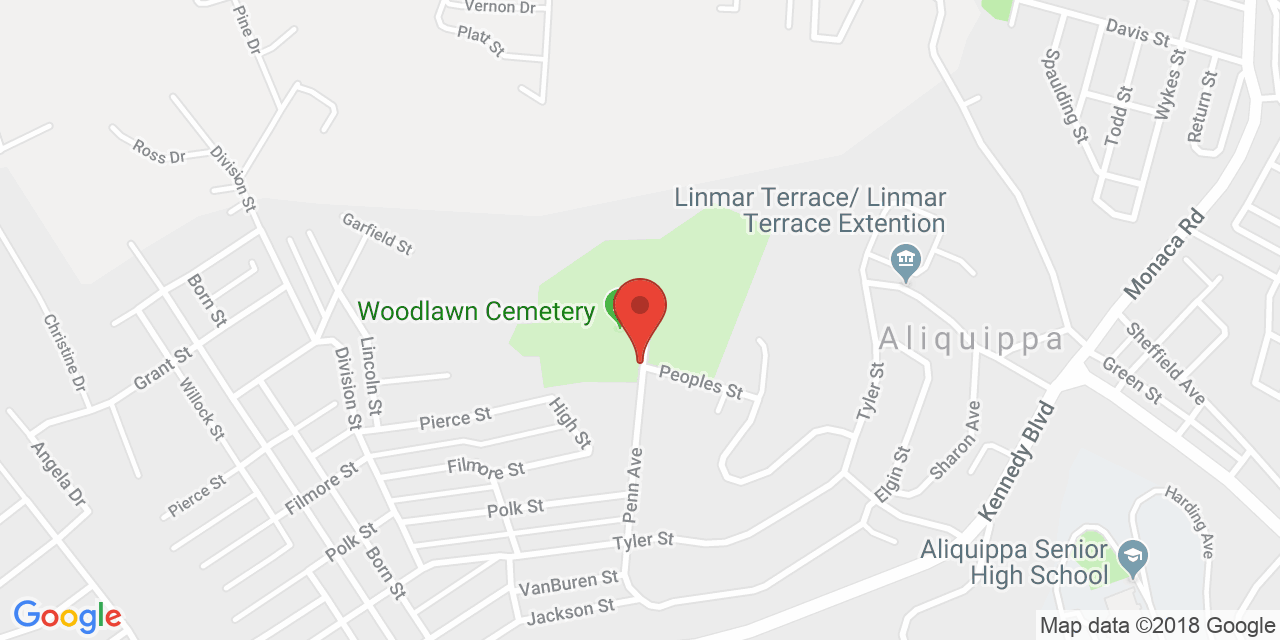 Vernon Dr
Pine Dr
Platt St
Davis St
Spaulding St
Todd St
Wykes St
Return St
Ross Dr
Division St
Garfield St
Linmar Terrace/ Linmar
Terrace Extention
Monaca Rd
Born St
Woodlawn Cemetery
Christine Dr
Grant St
Willock St
Division St
Lincoln St
Aliquippa
Peoples St
Tyler St
Sheffield Ave
Green St
Pierce St
High St
Sharon Ave
Kennedy Blvd
Angela Dr
Pierce St
Filmore St
Filmore St
Elgin St
Penn Ave
Polk St
Harding Ave
Polk St
Born St
Tyler St
Aliquippa Senior
High School
VanBuren St
Jackson St
Google
Map data ©2018 Google